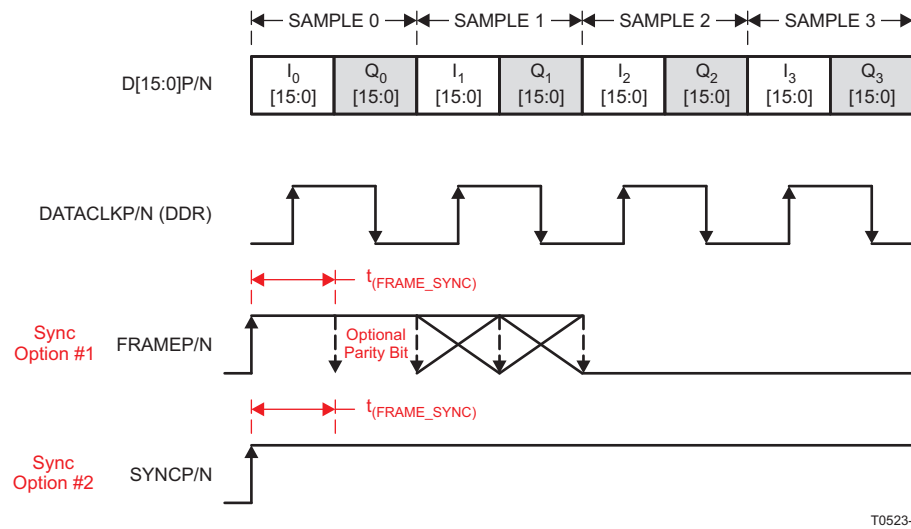 SAMPLE 0 SAMPLE 1 SAMPLE 2 SAMPLE 3
D[15:0]P/N
I0 Q0 I1 Q1 I2 Q2 I3 Q3
[15:0] [15:0] [15:0] [15:0] [15:0] [15:0] [15:0] [15:0]
DATACLKP/N (DDR)
t(FRAME_SYNC)
Sync
Option #1
FRAMEP/N
Optional
Parity Bit
t(FRAME_SYNC)
Sync
Option #2
SYNCP/N
T0523-